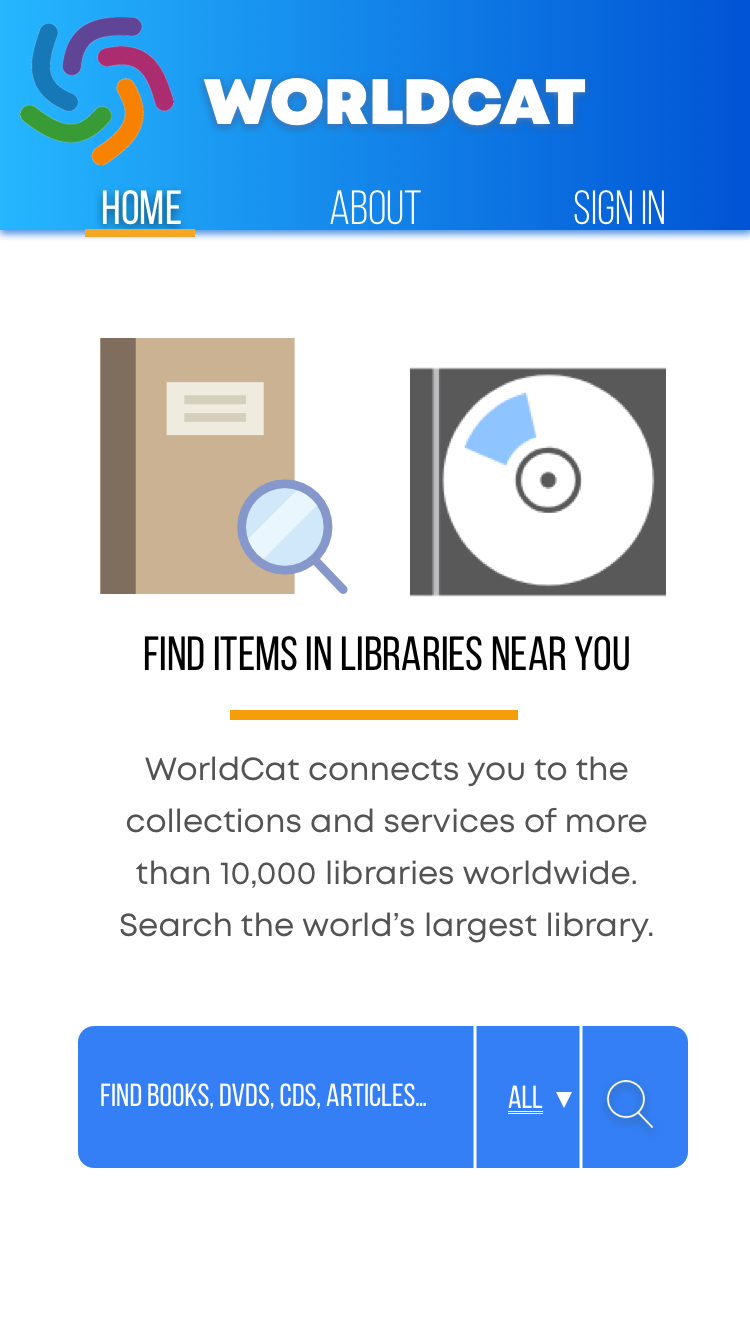 WORLDCAT
HOME ABOUT SIGN IN
FIND ITEMS IN LIBRARIES NEAR YOU
WorldCat connects you to the
collections and services of more
than 10,000 libraries worldwide.
Search the world’s largest library.
FIND BOOKS, DVDS, CDS, ARTICLES... ALL ▼